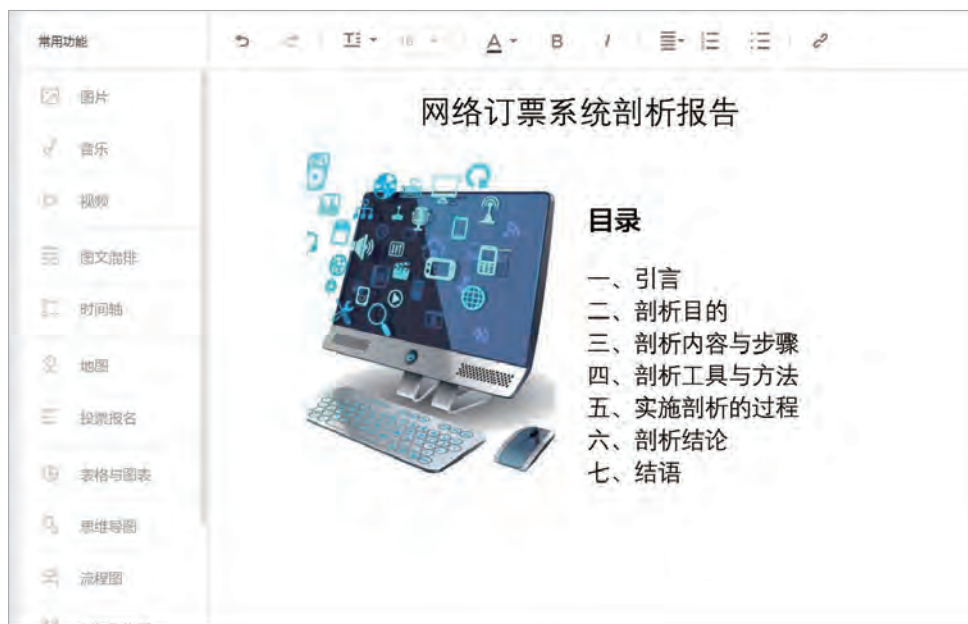 常用功能
16
A
B
I
图片
音乐
视频
图文混排
时间轴
地图
投票报名
表格与图表
思维导图
流程图
网络订票系统剖析报告
目录
一、引言
二、剖析目的
三、剖析内容与步骤
四、剖析工具与方法
五、实施剖析的过程
六、剖析结论
七、结语